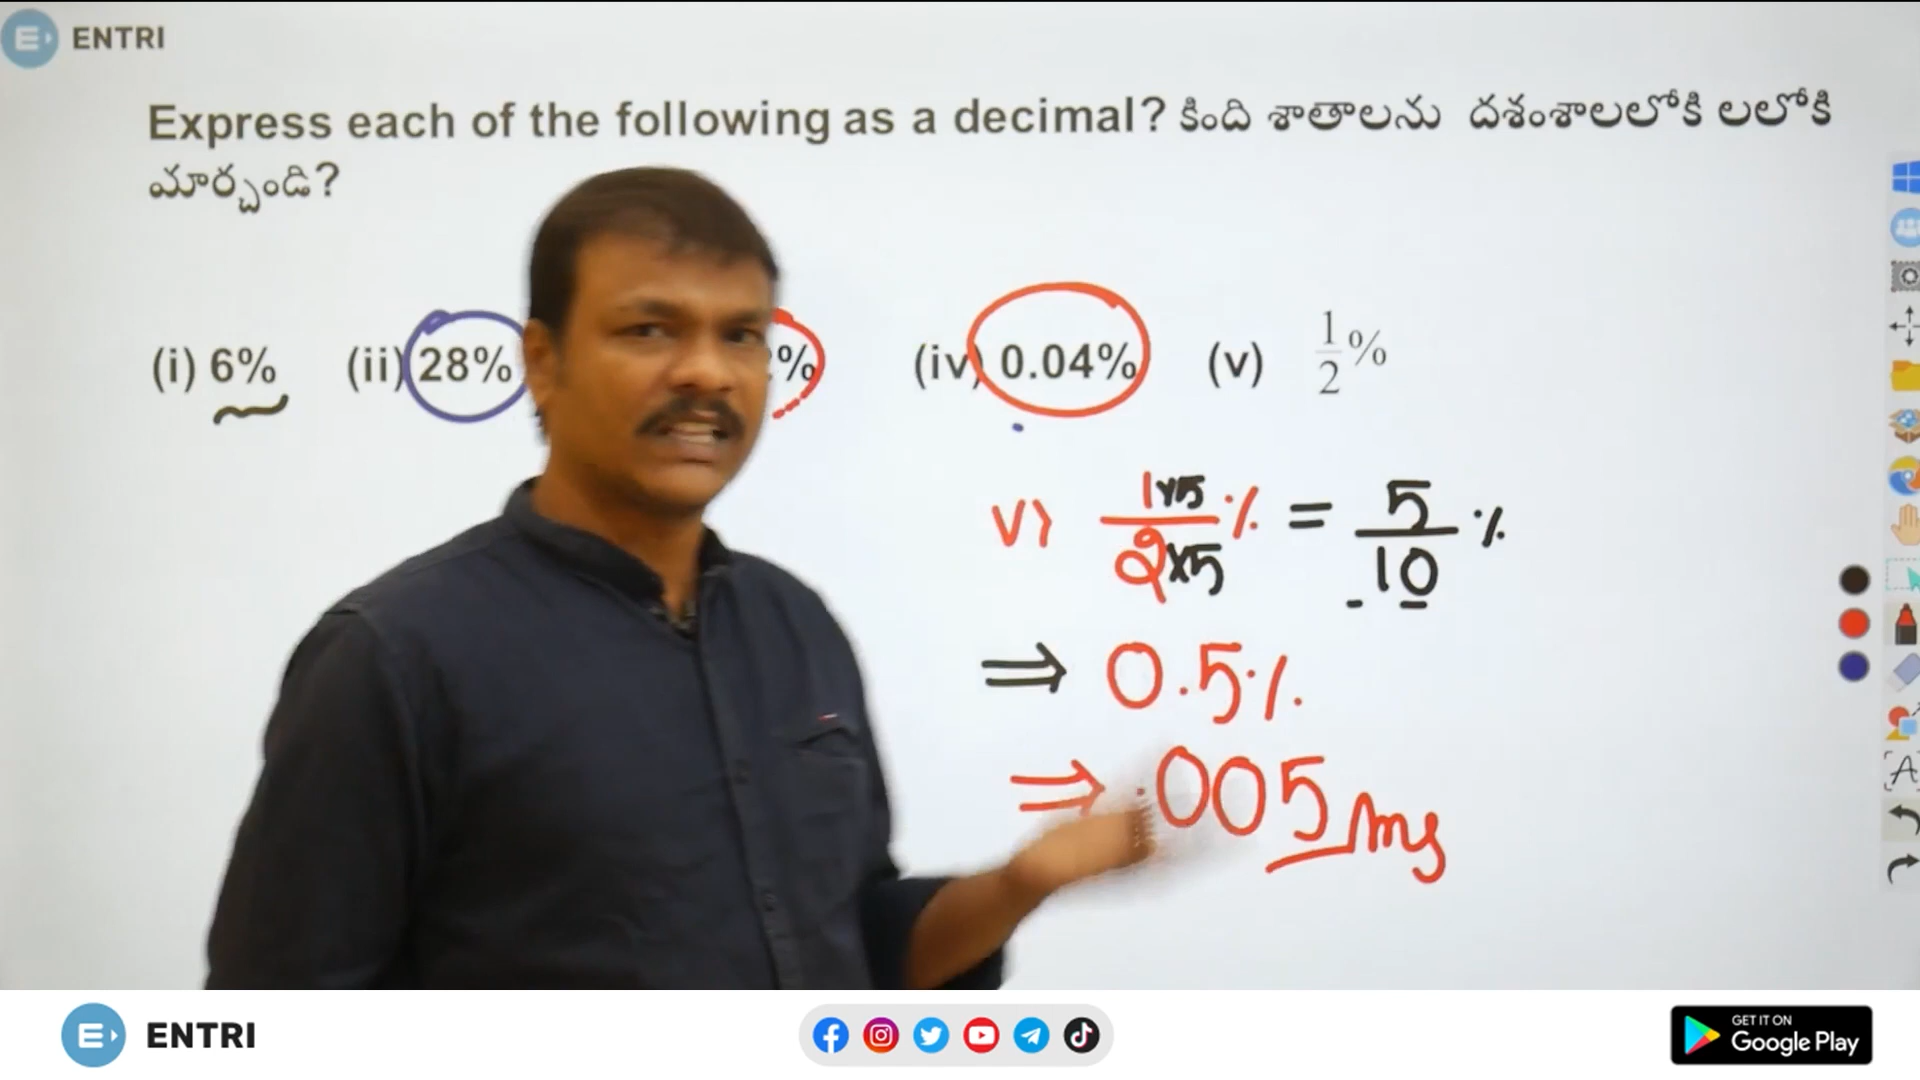 ENTRI
Express each of the following as a decimal? కింది శాతాలను దశంశాలలోకి లలోకి
మార్చండి?
(i) 6% (ii) 28% % (iv) 0.04% (v) 1/2%
v) 1×5/2×5 % = 5/10 %
⇒ 0.5%
⇒ .005
ENTRI
GET IT ON
Google Play